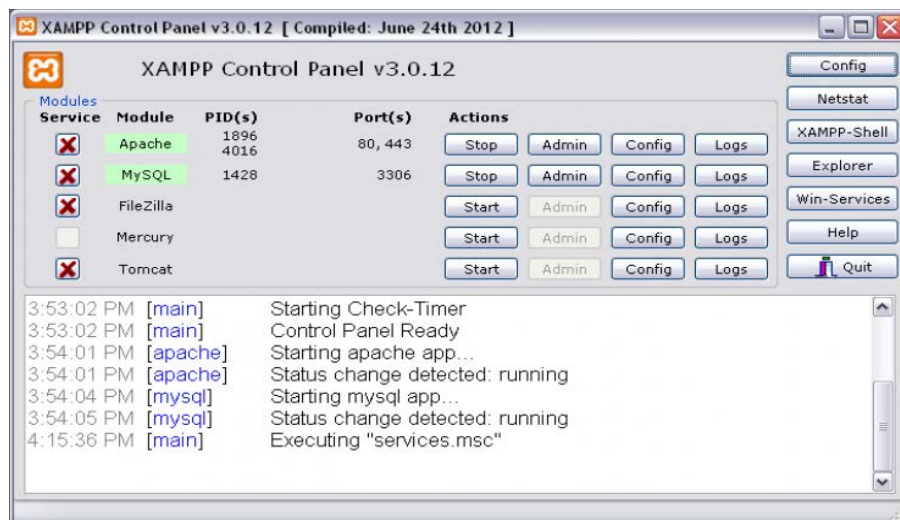 XAMPP Control Panel v3.0.12 [ Compiled: June 24th 2012 ]
XAMPP Control Panel v3.0.12
Config
Netstat
XAMPP-Shell
Explorer
Win-Services
Help
Quit
Modules
Service Module PID(s) Port(s) Actions
Apache 1896 4016 80, 443 Stop Admin Config Logs
MySQL 1428 3306 Stop Admin Config Logs
FileZilla Start Admin Config Logs
Mercury Start Admin Config Logs
Tomcat Start Admin Config Logs
3:53:02 PM [main] Starting Check-Timer
3:53:02 PM [main] Control Panel Ready
3:54:01 PM [apache] Starting apache app...
3:54:01 PM [apache] Status change detected: running
3:54:04 PM [mysql] Starting mysql app...
3:54:05 PM [mysql] Status change detected: running
4:15:36 PM [main] Executing "services.msc"